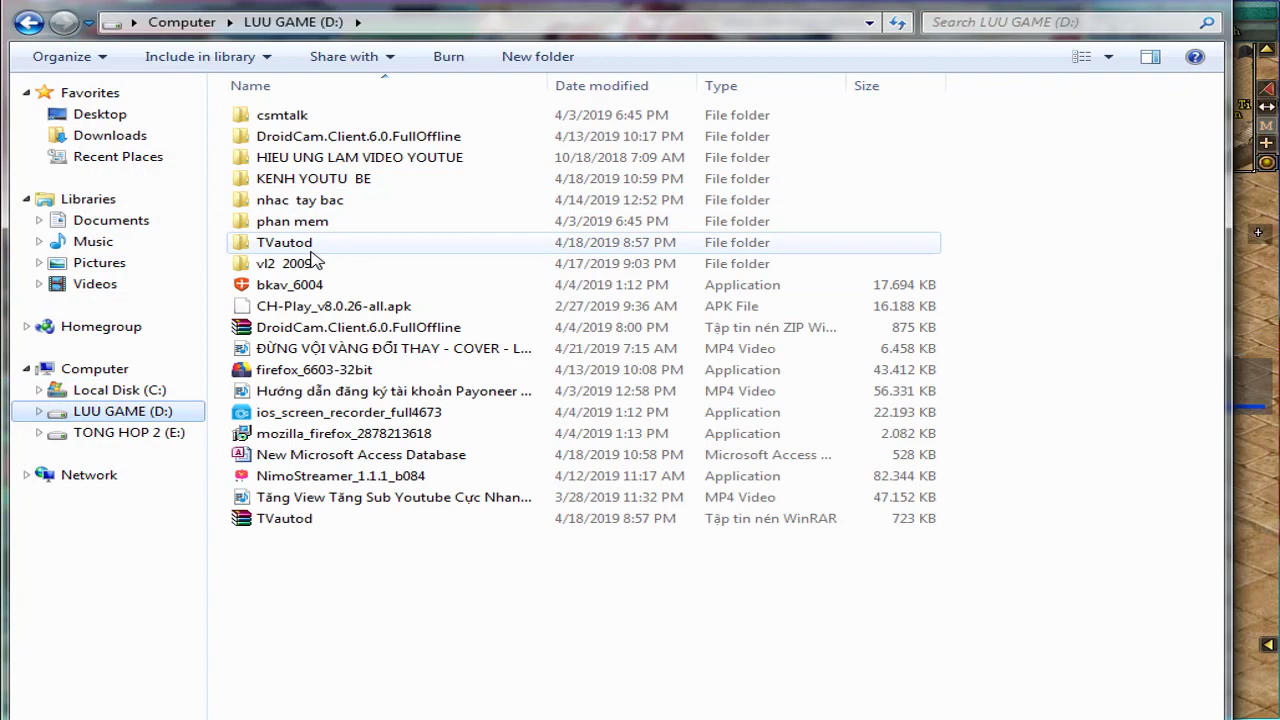 Computer LUU GAME (D:) Search LUU GAME (D:)
Organize Include in library Share with Burn New folder
Name Date modified Type Size
Favorites
Desktop
Downloads
Recent Places
Libraries
Documents
Music
Pictures
Videos
Homegroup
Computer
Local Disk (C:)
LUU GAME (D:)
TONG HOP 2 (E:)
Network
csmtalk 4/3/2019 6:45 PM File folder
DroidCam.Client.6.0.FullOffline 4/13/2019 10:17 PM File folder
HIEU UNG LAM VIDEO YOUTUE 10/18/2018 7:09 AM File folder
KENH YOUTU BE 4/18/2019 10:59 PM File folder
nhac tay bac 4/14/2019 12:52 PM File folder
phan mem 4/3/2019 6:45 PM File folder
TVautod 4/18/2019 8:57 PM File folder
vl2 2009 4/17/2019 9:03 PM File folder
bkav_6004 4/4/2019 1:12 PM Application 17.694 KB
CH-Play_v8.0.26-all.apk 2/27/2019 9:36 AM APK File 16.188 KB
DroidCam.Client.6.0.FullOffline 4/4/2019 8:00 PM Tập tin nén ZIP Wi... 875 KB
ĐỪNG VỘI VÀNG ĐỔI THAY - COVER - L... 4/21/2019 7:15 AM MP4 Video 6.458 KB
firefox_6603-32bit 4/13/2019 10:08 PM Application 43.412 KB
Hướng dẫn đăng ký tài khoản Payoneer ... 4/3/2019 12:58 PM MP4 Video 56.331 KB
ios_screen_recorder_full4673 4/4/2019 1:12 PM Application 22.193 KB
mozilla_firefox_2878213618 4/4/2019 1:13 PM Application 2.082 KB
New Microsoft Access Database 4/18/2019 10:58 PM Microsoft Access ... 528 KB
NimoStreamer_1.1.1_b084 4/12/2019 11:17 AM Application 82.344 KB
Tăng View Tăng Sub Youtube Cực Nhan... 3/28/2019 11:32 PM MP4 Video 47.152 KB
TVautod 4/18/2019 8:57 PM Tập tin nén WinRAR 723 KB
M